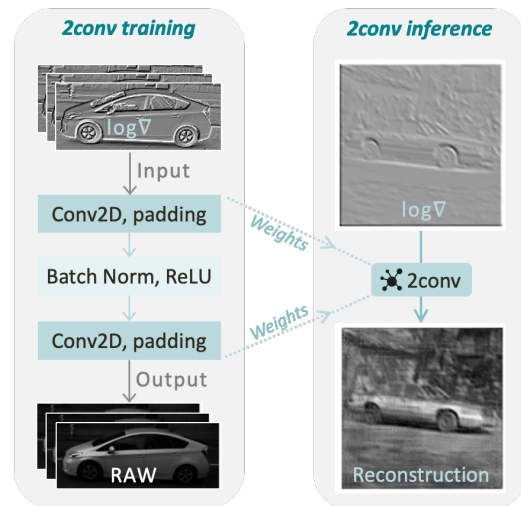 2conv training
log∇
Input
Conv2D, padding
Batch Norm, ReLU
Conv2D, padding
Output
RAW
Weights
Weights
2conv inference
log∇
2conv
Reconstruction